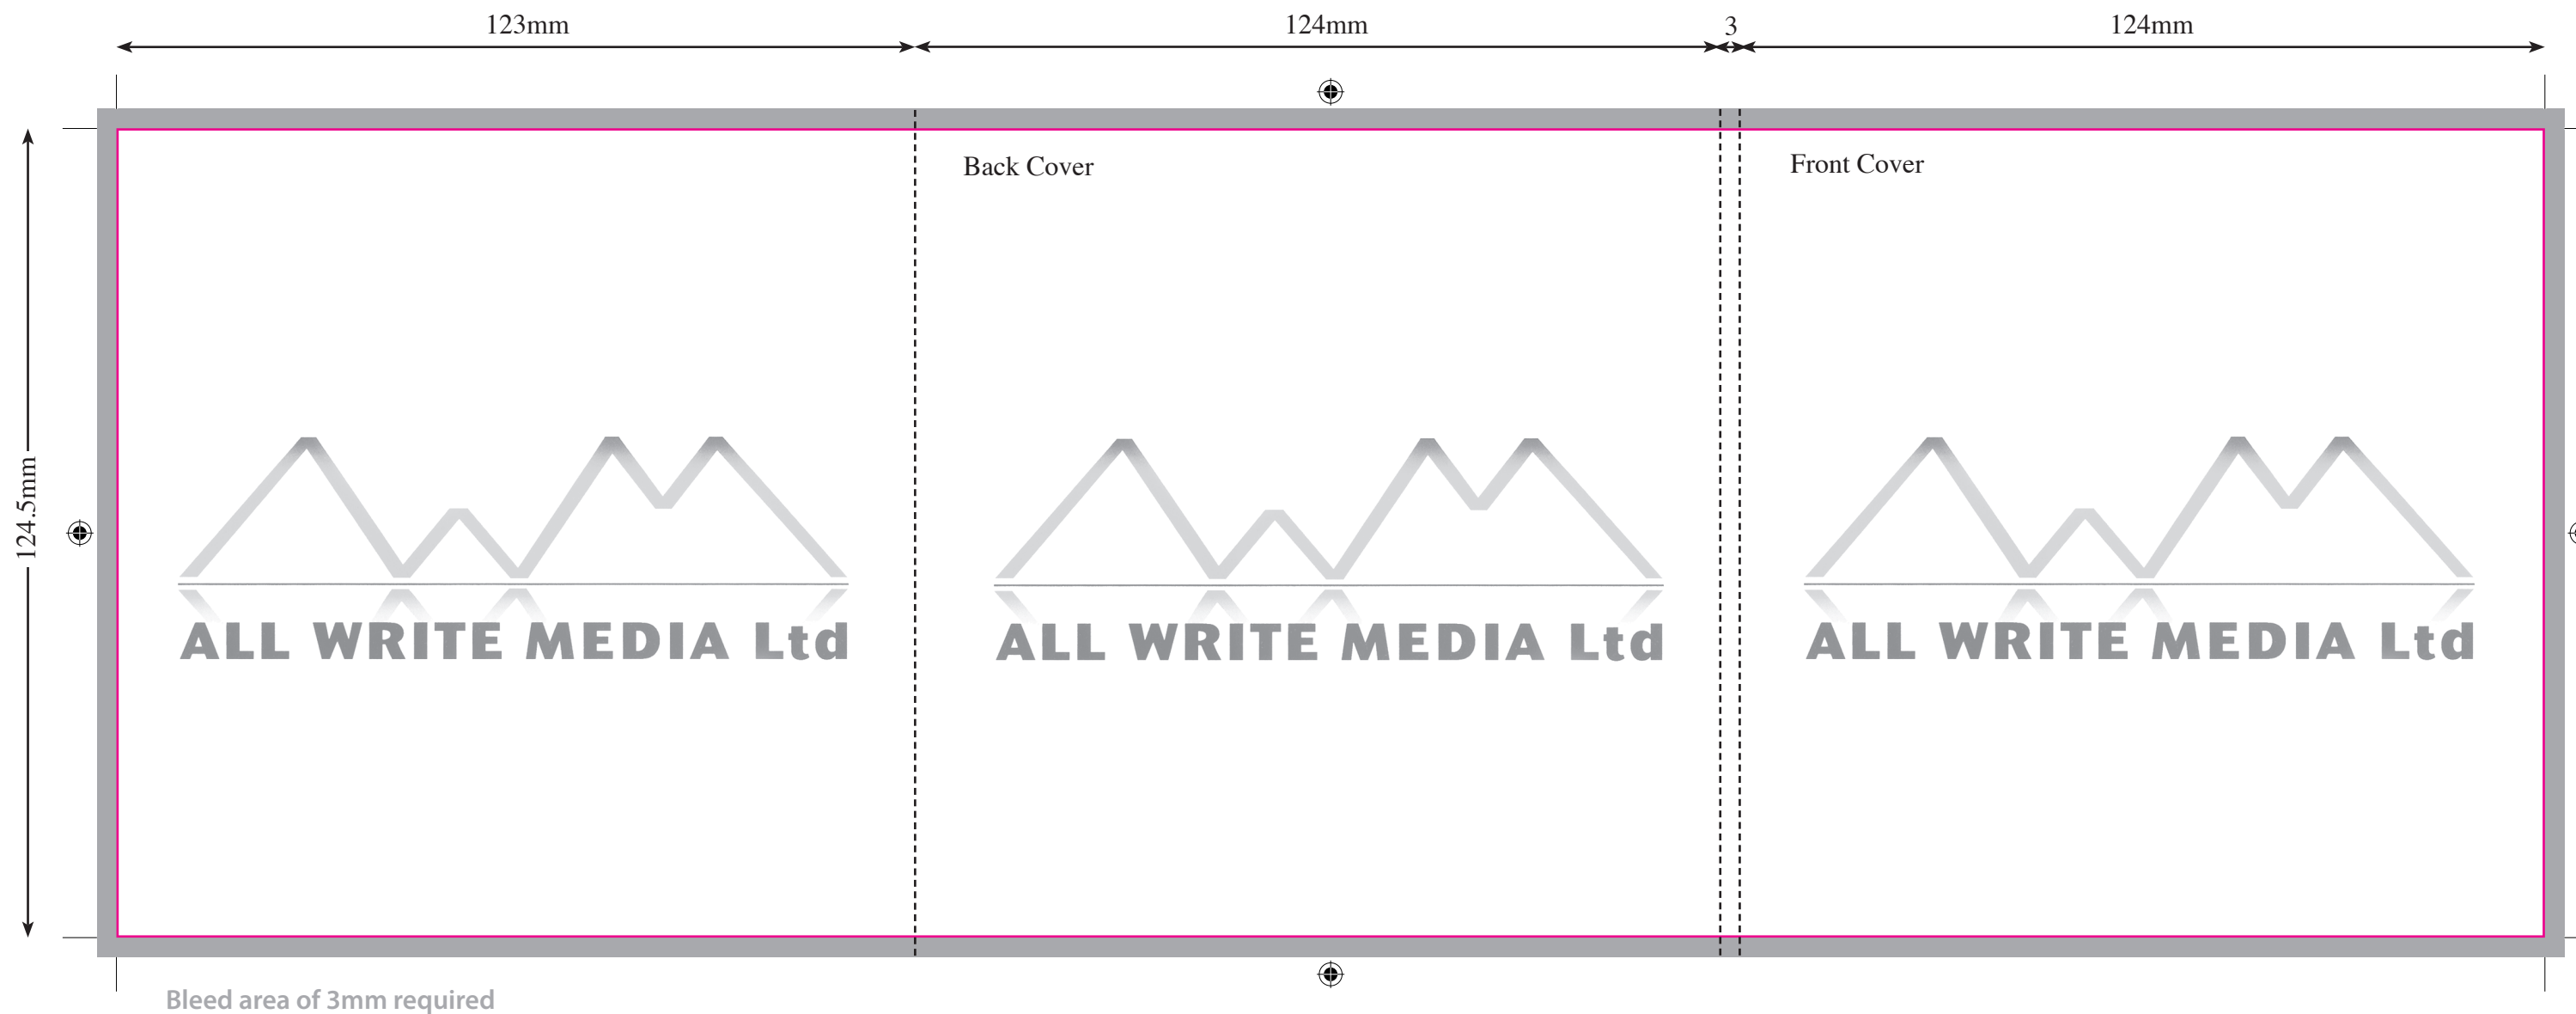 123mm
124mm
3
124mm
Back Cover
Front Cover
124.5mm
ALL WRITE MEDIA Ltd
ALL WRITE MEDIA Ltd
ALL WRITE MEDIA Ltd
Bleed area of 3mm required